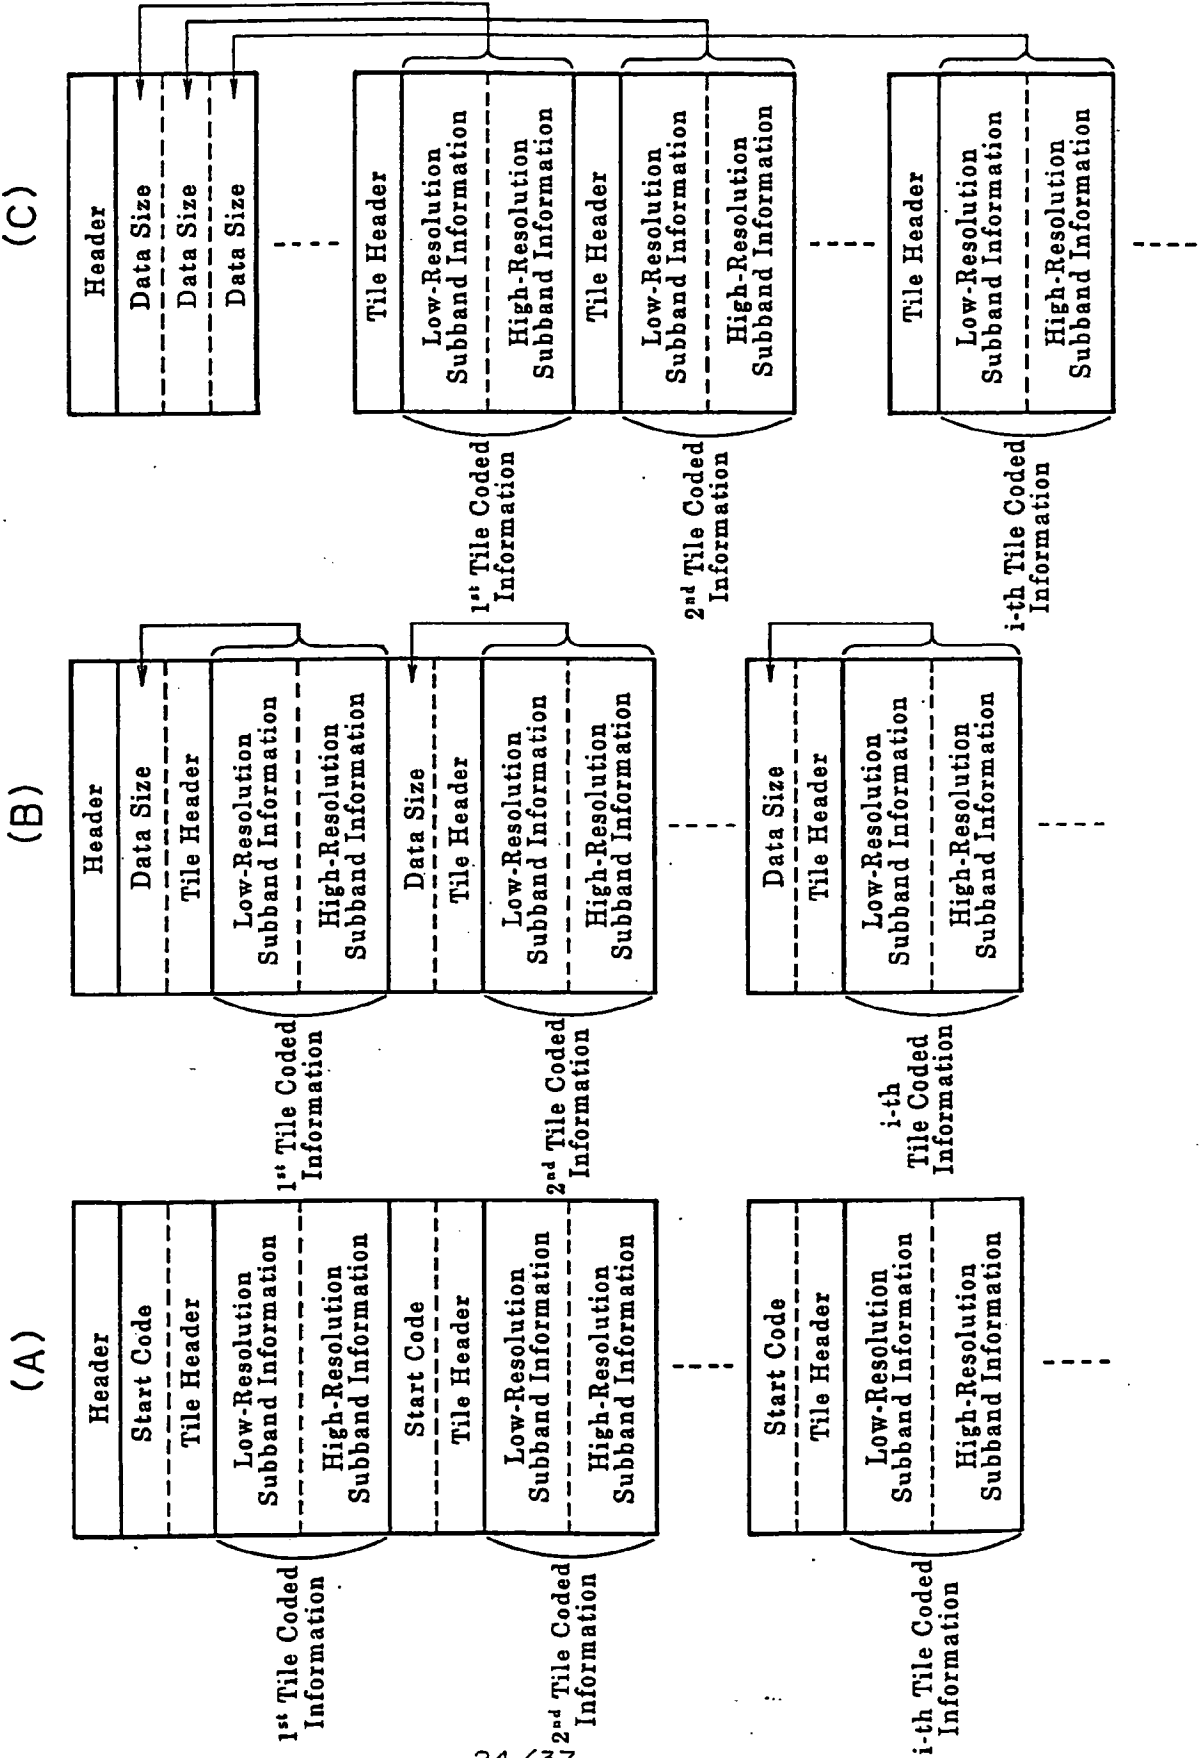 (A)
Header
Start Code
Tile Header
Low-Resolution
Subband Information
High-Resolution
Subband Information
Start Code
Tile Header
Low-Resolution
Subband Information
High-Resolution
Subband Information
Start Code
Tile Header
Low-Resolution
Subband Information
High-Resolution
Subband Information
1st Tile Coded
Information
2nd Tile Coded
Information
i-th Tile Coded
Information
(B)
Header
Data Size
Tile Header
Low-Resolution
Subband Information
High-Resolution
Subband Information
Data Size
Tile Header
Low-Resolution
Subband Information
High-Resolution
Subband Information
Data Size
Tile Header
Low-Resolution
Subband Information
High-Resolution
Subband Information
1st Tile Coded
Information
2nd Tile Coded
Information
i-th
Tile Coded
Information
(C)
Header
Data Size
Data Size
Data Size
Tile Header
Low-Resolution
Subband Information
High-Resolution
Subband Information
Tile Header
Low-Resolution
Subband Information
High-Resolution
Subband Information
Tile Header
Low-Resolution
Subband Information
High-Resolution
Subband Information
1st Tile Coded
Information
2nd Tile Coded
Information
i-th Tile Coded
Information